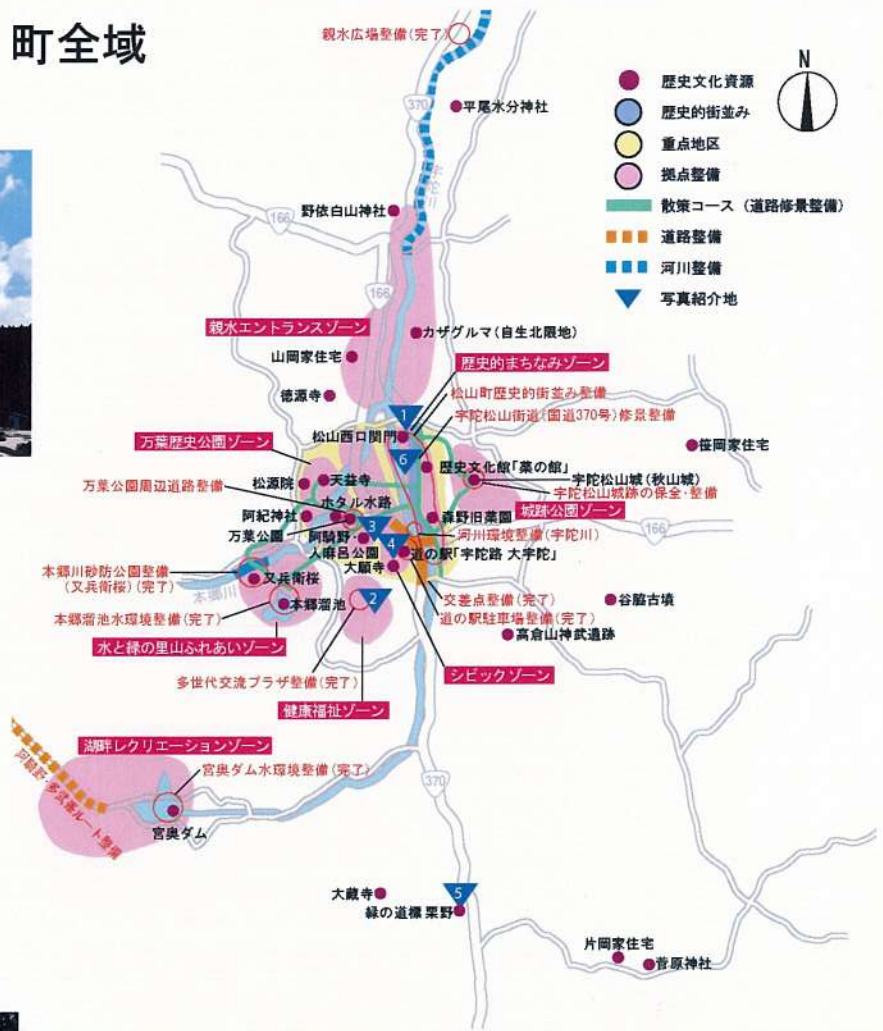 町全域
N
歴史文化資源
歴史的街並み
重点地区
拠点整備
散策コース（道路修景整備）
道路整備
河川整備
写真紹介地
親水広場整備(完了)
370
平尾水分神社
宇陀川
野依白山神社
166
166
親水エントランスゾーン
カザグルマ(自生北限地)
山岡家住宅
歴史的まちなみゾーン
徳源寺
松山町歴史的街並み整備
1
宇陀松山街道(国道370号)修景整備
松山西口関門
万葉歴史公園ゾーン
笹岡家住宅
6
歴史文化館「薬の館」
松源院
天益寺
宇陀松山城(秋山城)
万葉公園周辺道路整備
宇陀松山城跡の保全・整備
ホタル水路
城跡公園ゾーン
阿紀神社
森野旧薬園
166
万葉公園
3
河川環境整備(宇陀川)
阿騎野・
人麻呂公園
4
道の駅「宇陀路 大宇陀」
大願寺
本郷川砂防公園整備
(又兵衛桜)(完了)
又兵衛桜
本郷川
交差点整備(完了)
谷脇古墳
本郷溜池
2
道の駅駐車場整備(完了)
本郷溜池水環境整備(完了)
高倉山神武遺跡
水と緑の里山ふれあいゾーン
シビックゾーン
多世代交流プラザ整備(完了)
健康福祉ゾーン
湖畔レクリエーションゾーン
宮奥ダム水環境整備(完了)
阿騎野・多武峯ルート整備
370
宮奥ダム
大蔵寺
5
緑の道標 栗野
片岡家住宅
菅原神社